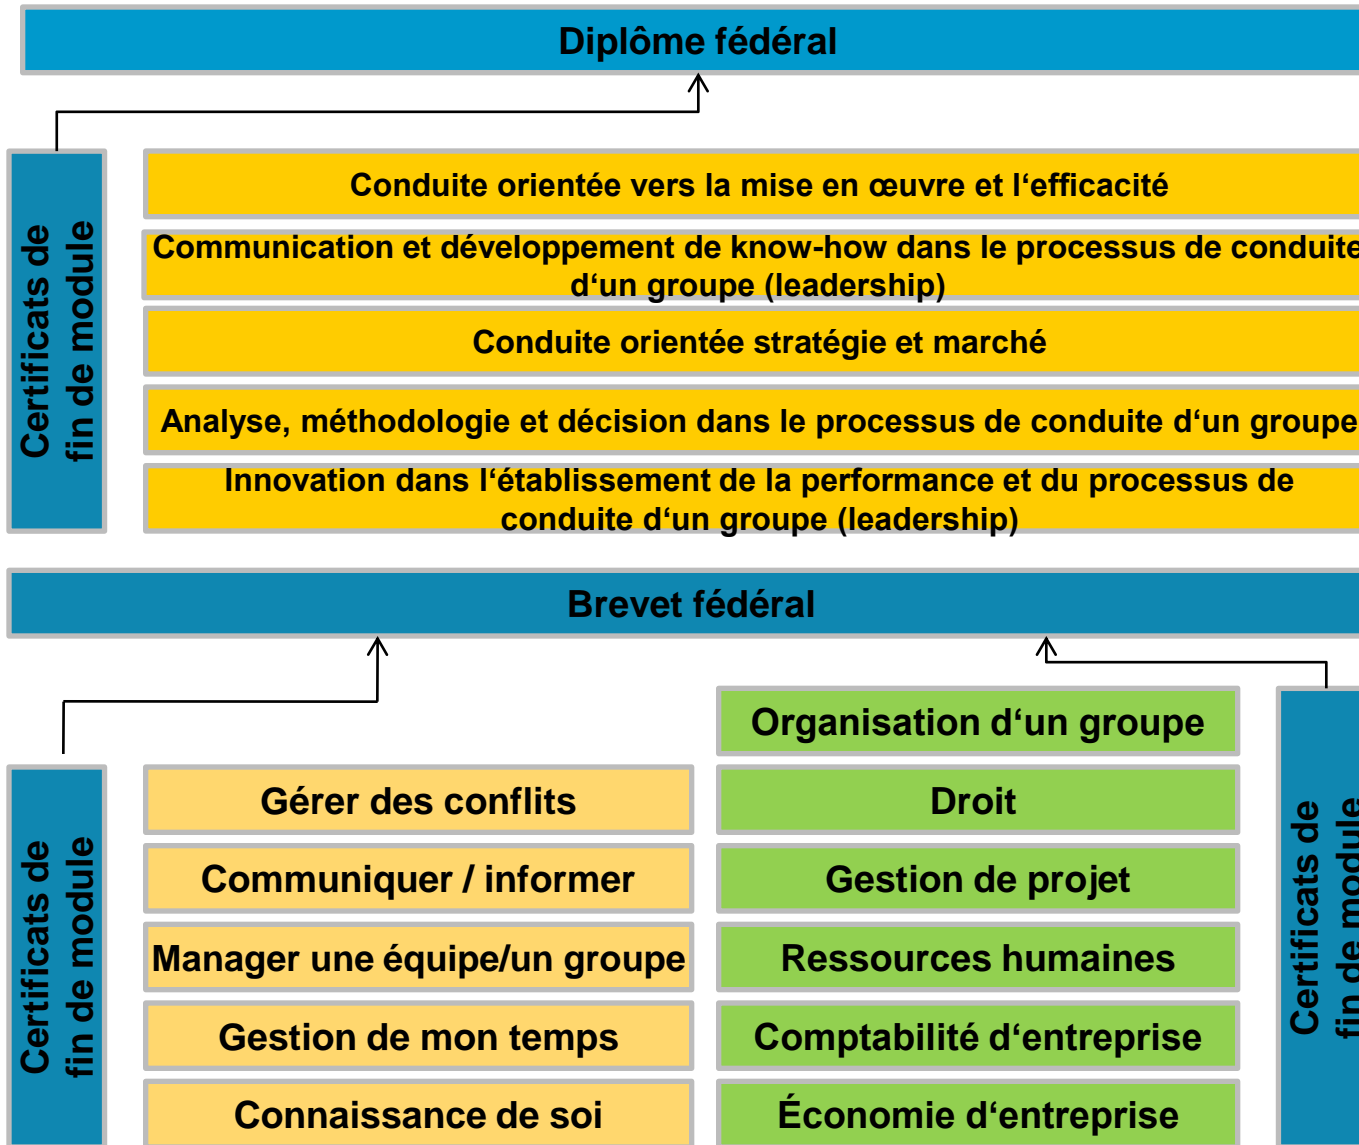 Diplôme fédéral
Certificats de
fin de module
Conduite orientée vers la mise en œuvre et l‘efficacité
Communication et développement de know-how dans le processus de conduite
d‘un groupe (leadership)
Conduite orientée stratégie et marché
Analyse, méthodologie et décision dans le processus de conduite d‘un groupe
Innovation dans l‘établissement de la performance et du processus de
conduite d‘un groupe (leadership)
Brevet fédéral
Certificats de
fin de module
Gérer des conflits
Communiquer / informer
Manager une équipe/un groupe
Gestion de mon temps
Connaissance de soi
Organisation d‘un groupe
Droit
Gestion de projet
Ressources humaines
Comptabilité d‘entreprise
Économie d‘entreprise
Certificats de
fin de module